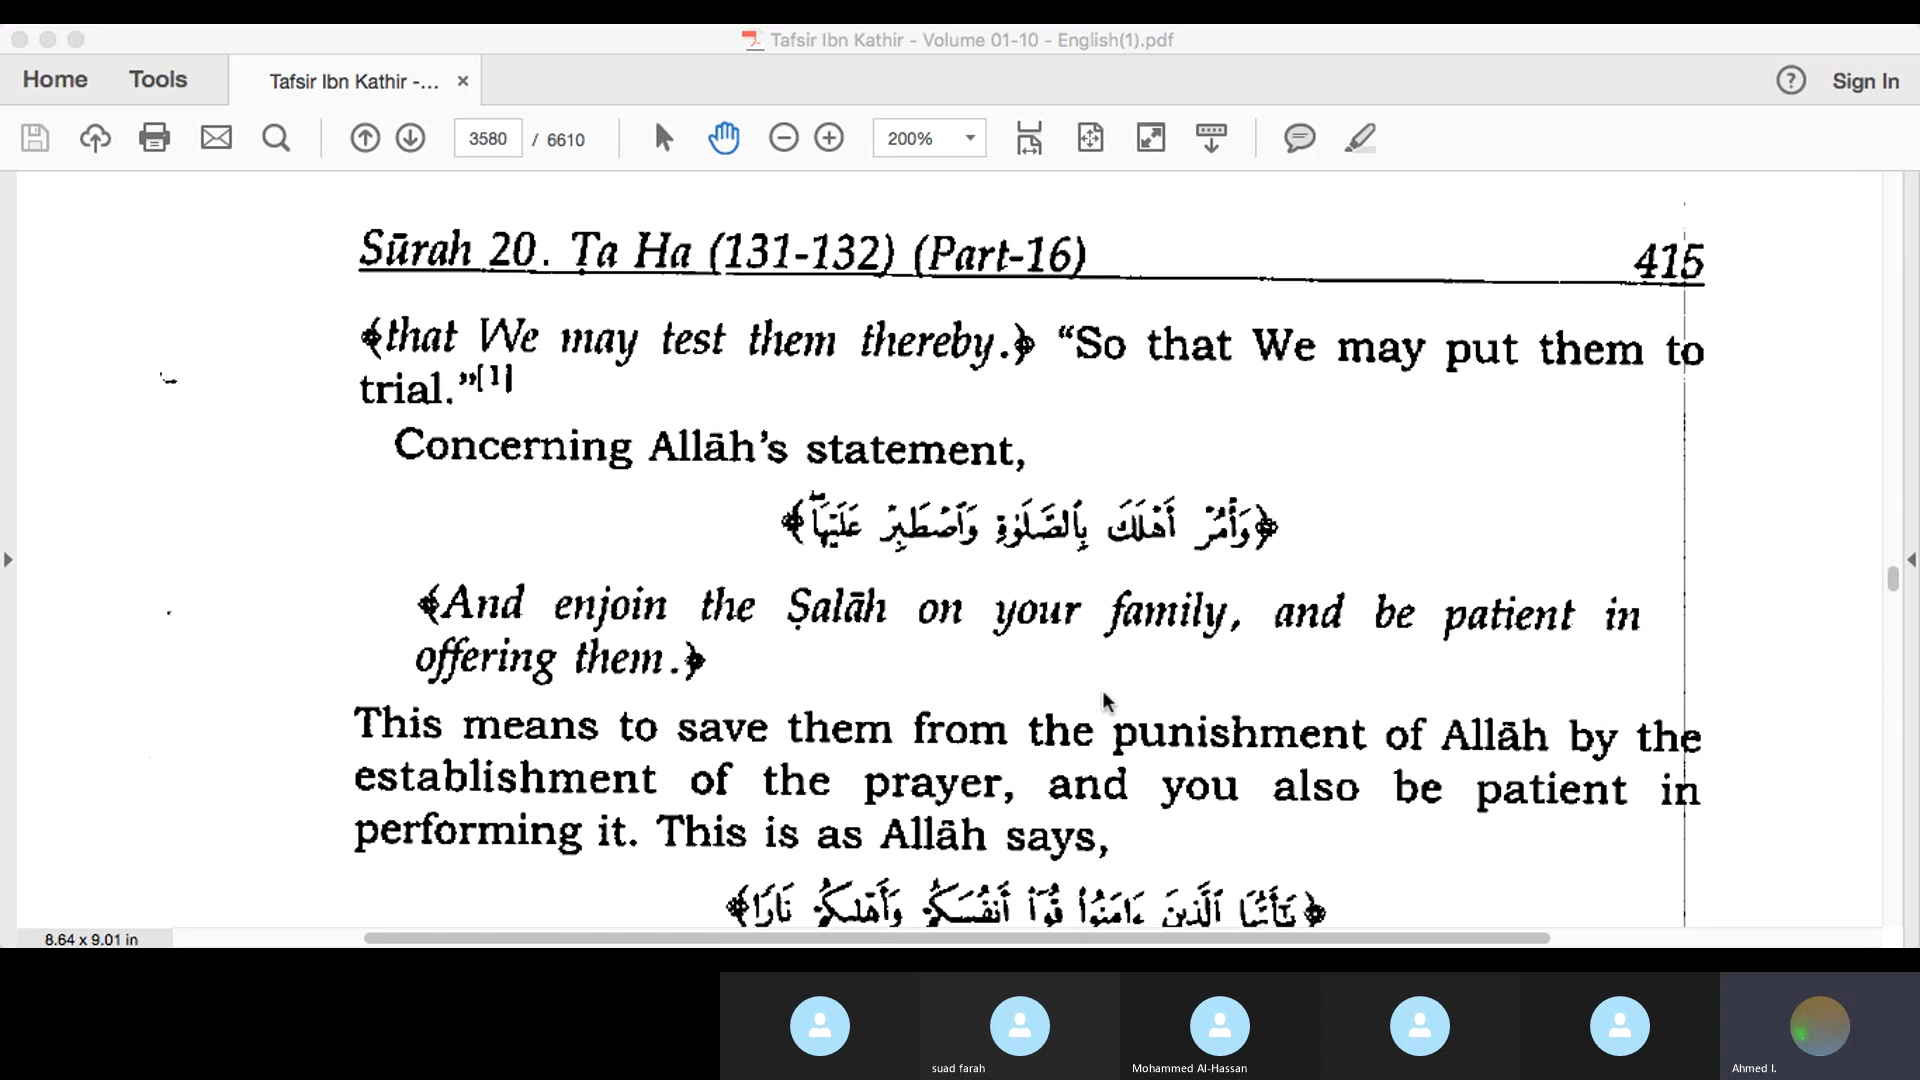 Tafsir Ibn Kathir - Volume 01-10 - English(1).pdf
Home
Tools
Tafsir Ibn Kathir -... ×
? Sign In
3580 / 6610
200%
Sūrah 20. Ṭa Ha (131-132) (Part-16) 415
﴾that We may test them thereby.﴿ “So that We may put them to
trial.”[1]
Concerning Allāh’s statement,
﴿وَأْمُرْ أَهْلَكَ بِٱلصَّلَوٰةِ وَٱصْطَبِرْ عَلَيْهَا ۖ﴾
﴾And enjoin the Ṣalāh on your family, and be patient in
offering them.﴿
This means to save them from the punishment of Allāh by the
establishment of the prayer, and you also be patient in
performing it. This is as Allāh says,
﴿يَـٰٓأَيُّهَا ٱلَّذِينَ ءَامَنُوا۟ قُوٓا۟ أَنفُسَكُمْ وَأَهْلِيكُمْ نَارًا﴾
8.64 x 9.01 in
suad farah
Mohammed Al-Hassan
Ahmed I.